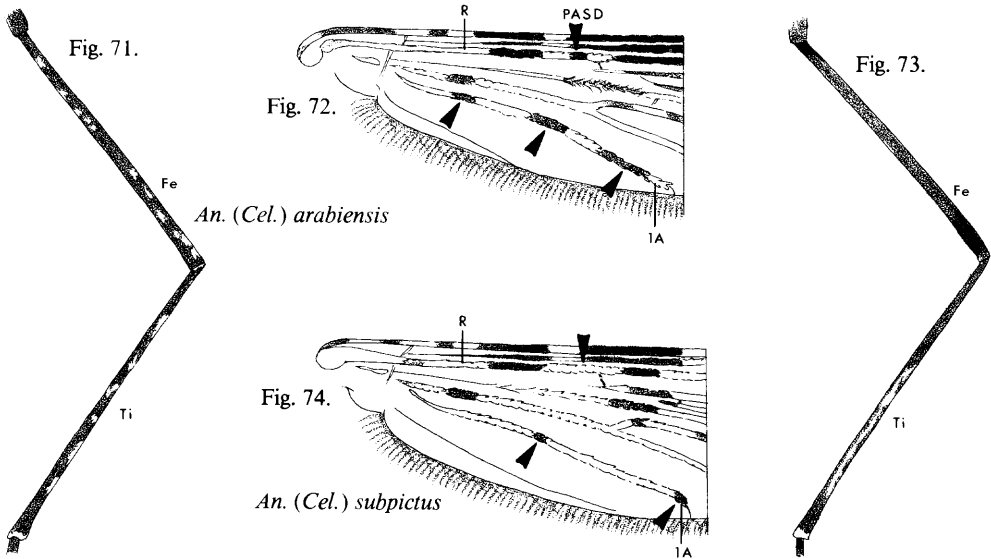 Fig. 71.
Fe
Ti
R
PASD
Fig. 72.
1A
An. (Cel.) arabiensis
Fig. 73.
Fe
Ti
R
Fig. 74.
1A
An. (Cel.) subpictus